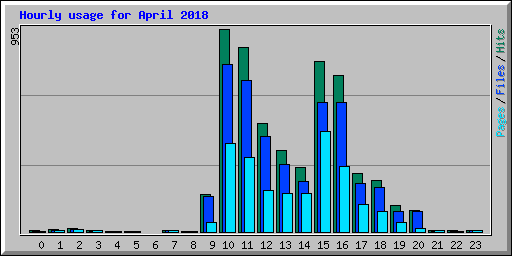 Hourly usage for April 2018
953
Pages / Files / Hits
0 1 2 3 4 5 6 7 8 9 10 11 12 13 14 15 16 17 18 19 20 21 22 23